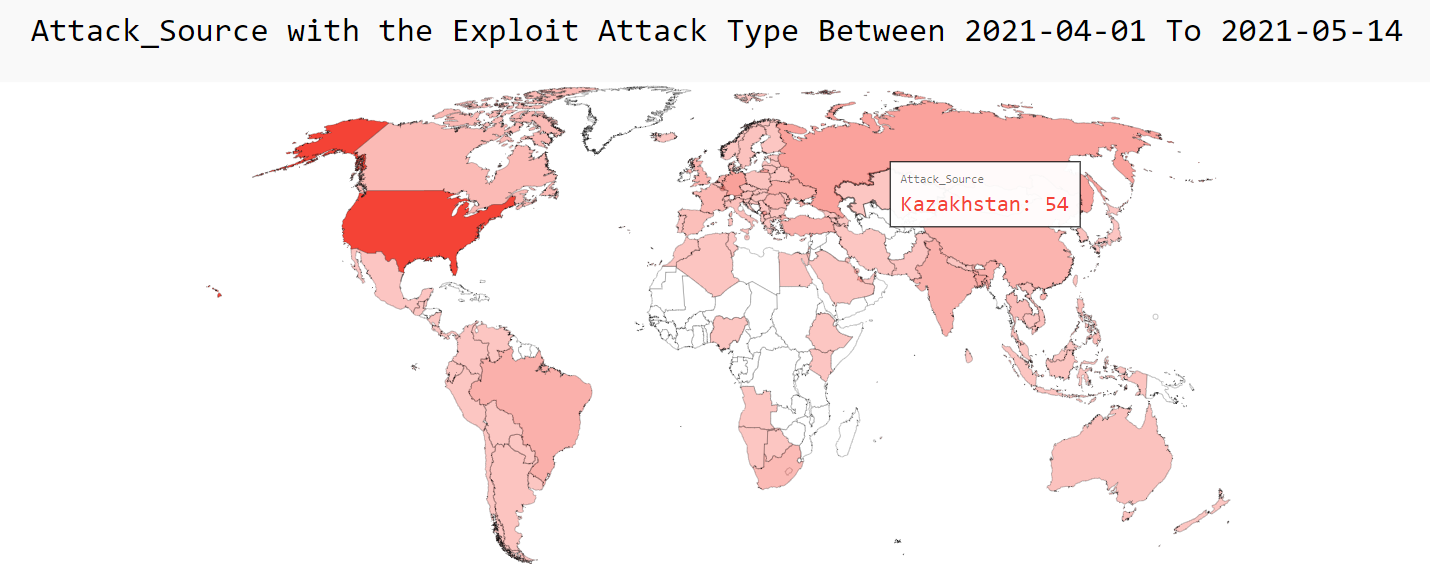 Attack_Source with the Exploit Attack Type Between 2021-04-01 To 2021-05-14
Attack_Source
Kazakhstan: 54